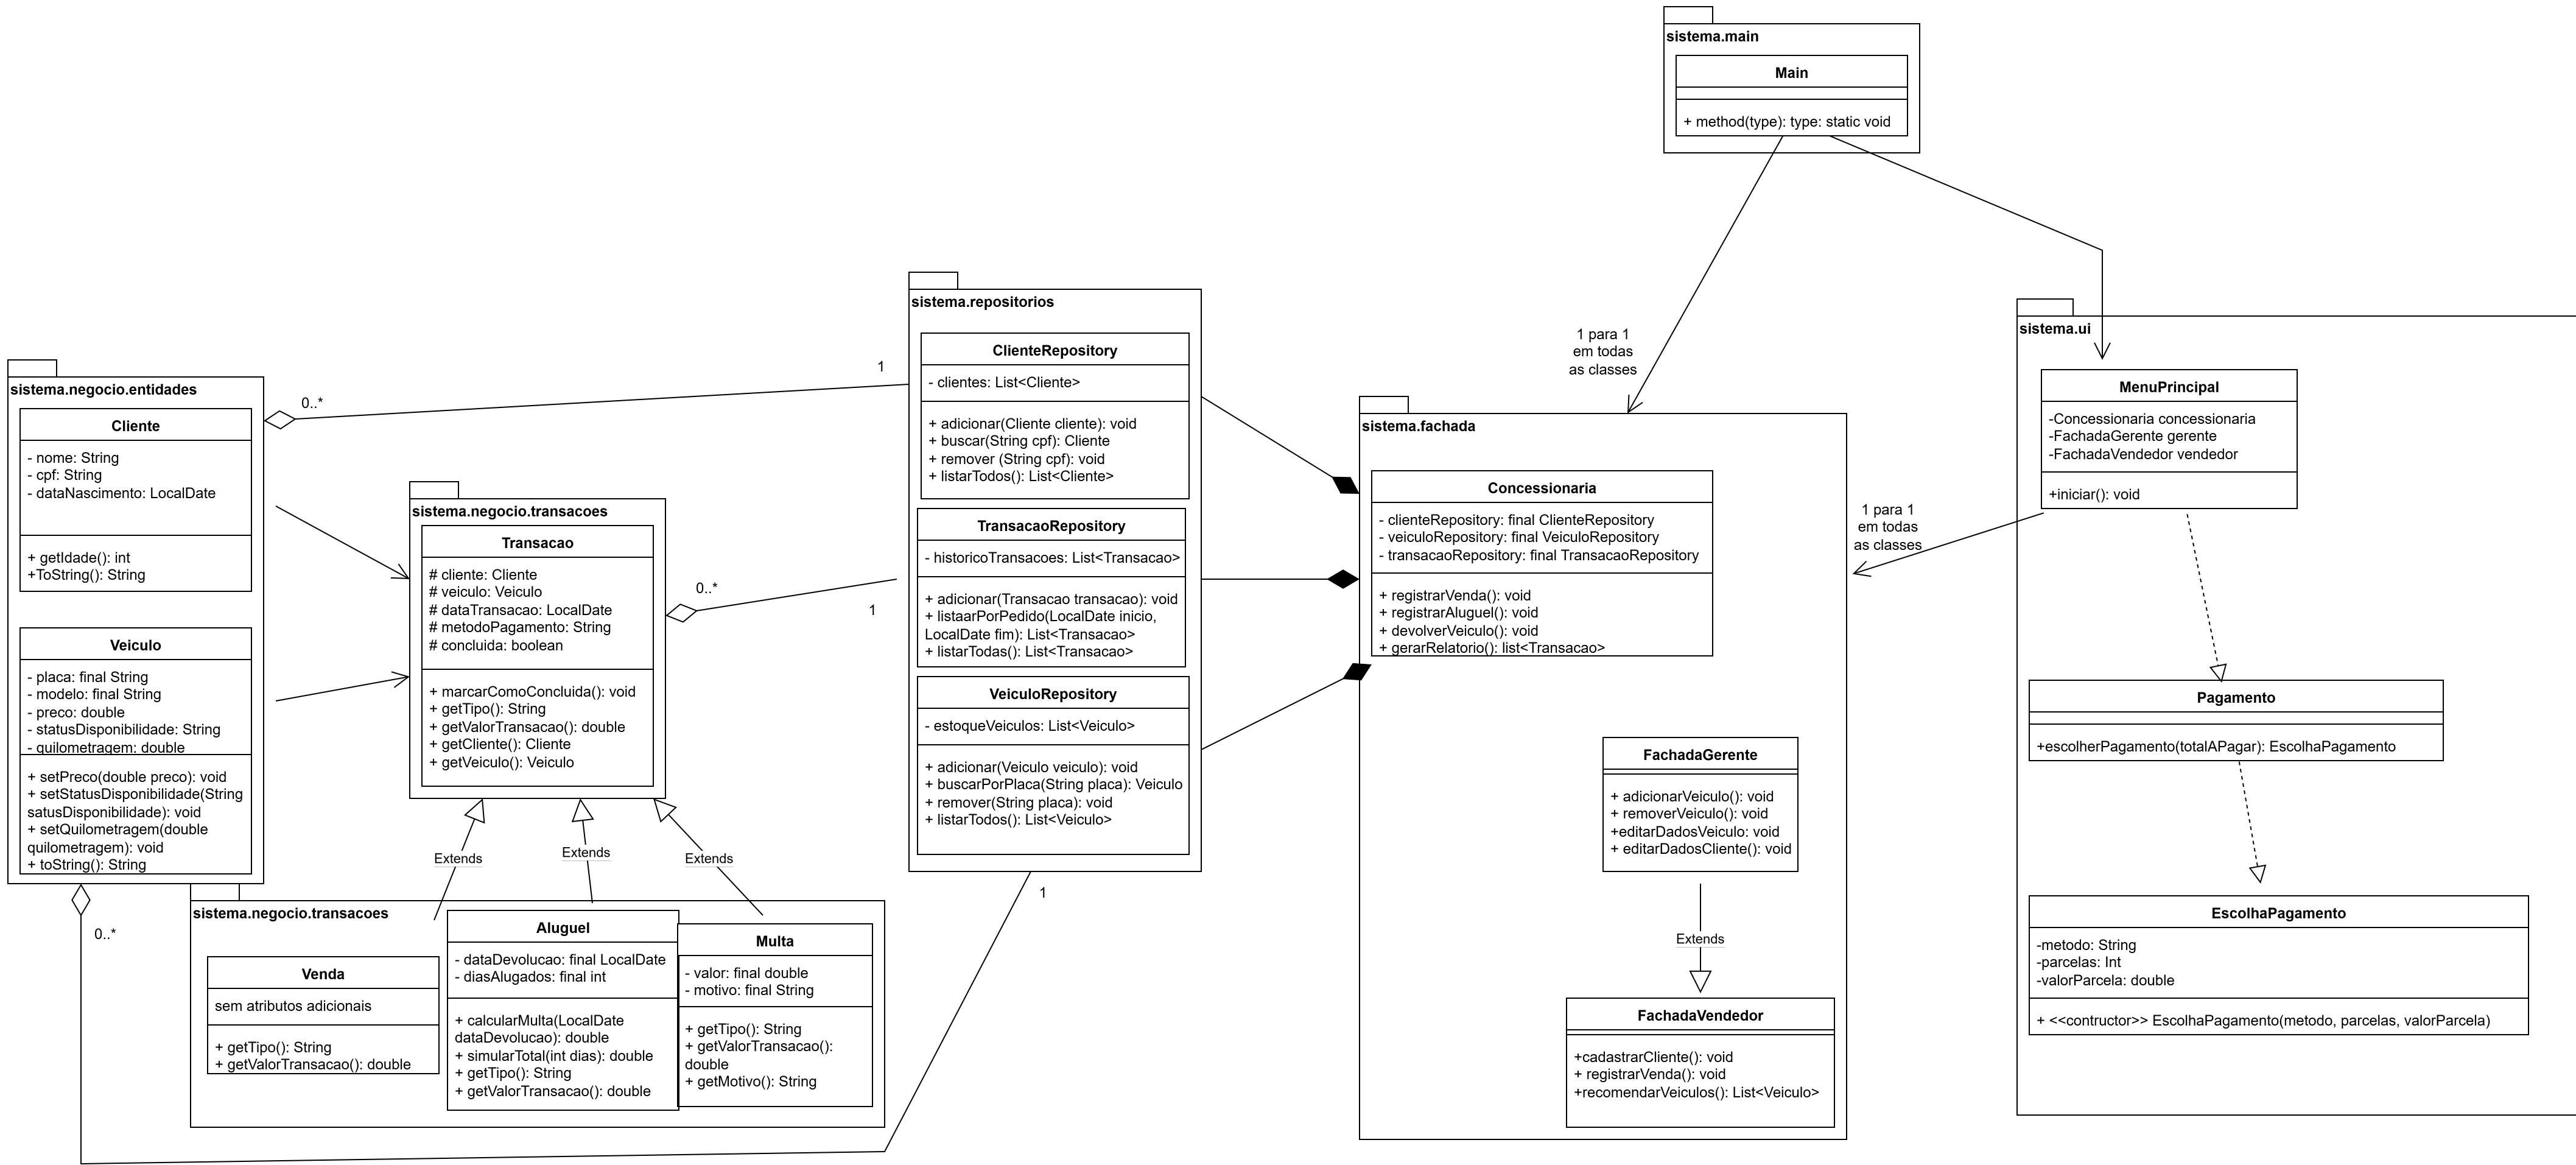 sistema.main
Main
+ method(type): type: static void
1 para 1
em todas
as classes
sistema.negocio.entidades
Cliente
- nome: String
- cpf: String
- dataNascimento: LocalDate
+ getIdade(): int
+ToString(): String
Veiculo
- placa: final String
- modelo: final String
- preco: double
- statusDisponibilidade: String
- quilometragem: double
+ setPreco(double preco): void
+ setStatusDisponibilidade(String
satusDisponibilidade): void
+ setQuilometragem(double
quilometragem): void
+ toString(): String
0..*
1
0..*
1
0..*
1
sistema.negocio.transacoes
Transacao
# cliente: Cliente
# veiculo: Veiculo
# dataTransacao: LocalDate
# metodoPagamento: String
# concluida: boolean
+ marcarComoConcluida(): void
+ getTipo(): String
+ getValorTransacao(): double
+ getCliente(): Cliente
+ getVeiculo(): Veiculo
Extends
Extends
Extends
sistema.negocio.transacoes
Venda
sem atributos adicionais
+ getTipo(): String
+ getValorTransacao(): double
Aluguel
- dataDevolucao: final LocalDate
- diasAlugados: final int
+ calcularMulta(LocalDate
dataDevolucao): double
+ simularTotal(int dias): double
+ getTipo(): String
+ getValorTransacao(): double
Multa
- valor: final double
- motivo: final String
+ getTipo(): String
+ getValorTransacao():
double
+ getMotivo(): String
sistema.repositorios
ClienteRepository
- clientes: List<Cliente>
+ adicionar(Cliente cliente): void
+ buscar(String cpf): Cliente
+ remover (String cpf): void
+ listarTodos(): List<Cliente>
TransacaoRepository
- historicoTransacoes: List<Transacao>
+ adicionar(Transacao transacao): void
+ listaarPorPedido(LocalDate inicio,
LocalDate fim): List<Transacao>
+ listarTodas(): List<Transacao>
VeiculoRepository
- estoqueVeiculos: List<Veiculo>
+ adicionar(Veiculo veiculo): void
+ buscarPorPlaca(String placa): Veiculo
+ remover(String placa): void
+ listarTodos(): List<Veiculo>
sistema.fachada
Concessionaria
- clienteRepository: final ClienteRepository
- veiculoRepository: final VeiculoRepository
- transacaoRepository: final TransacaoRepository
+ registrarVenda(): void
+ registrarAluguel(): void
+ devolverVeiculo(): void
+ gerarRelatorio(): list<Transacao>
FachadaGerente
+ adicionarVeiculo(): void
+ removerVeiculo(): void
+editarDadosVeiculo: void
+ editarDadosCliente(): void
Extends
FachadaVendedor
+cadastrarCliente(): void
+ registrarVenda(): void
+recomendarVeiculos(): List<Veiculo>
1 para 1
em todas
as classes
sistema.ui
MenuPrincipal
-Concessionaria concessionaria
-FachadaGerente gerente
-FachadaVendedor vendedor
+iniciar(): void
Pagamento
+escolherPagamento(totalAPagar): EscolhaPagamento
EscolhaPagamento
-metodo: String
-parcelas: Int
-valorParcela: double
+ <<contructor>> EscolhaPagamento(metodo, parcelas, valorParcela)